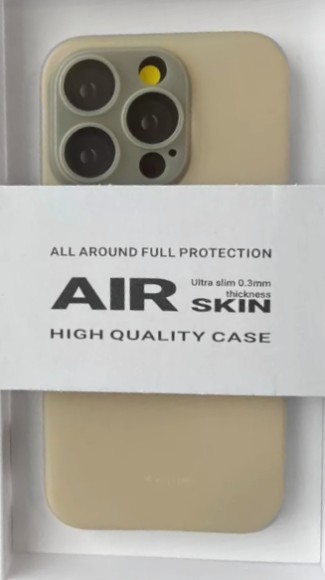 ALL AROUND FULL PROTECTION
AIR SKIN
Ultra slim 0.3mm
thickness
HIGH QUALITY CASE